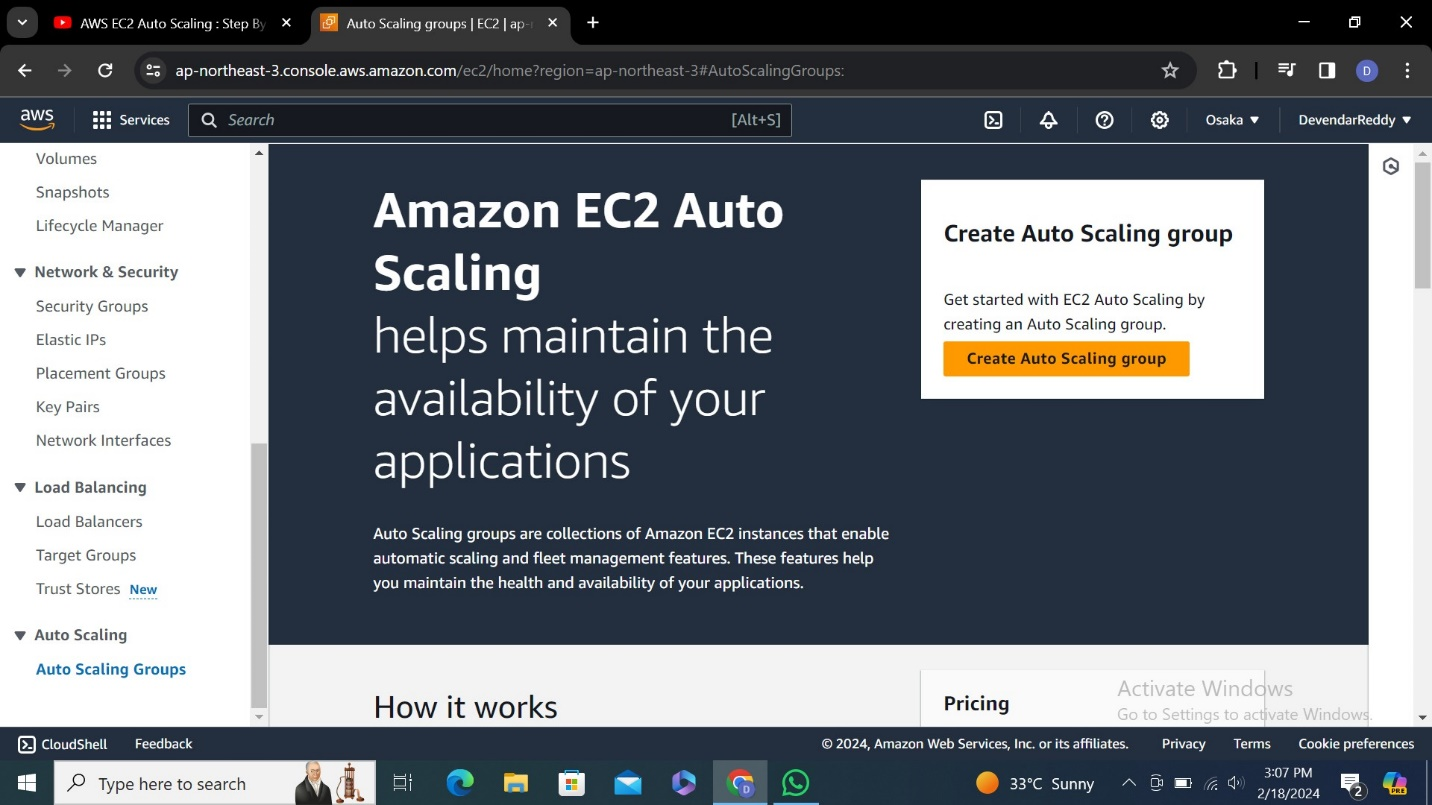 AWS EC2 Auto Scaling : Step By
Auto Scaling groups | EC2 | ap-
ap-northeast-3.console.aws.amazon.com/ec2/home?region=ap-northeast-3#AutoScalingGroups:
D
aws
Services
Search
[Alt+S]
Osaka
DevendarReddy
Volumes
Snapshots
Lifecycle Manager
Network & Security
Security Groups
Elastic IPs
Placement Groups
Key Pairs
Network Interfaces
Load Balancing
Load Balancers
Target Groups
Trust Stores New
Auto Scaling
Auto Scaling Groups
Amazon EC2 Auto
Scaling
helps maintain the
availability of your
applications
Auto Scaling groups are collections of Amazon EC2 instances that enable
automatic scaling and fleet management features. These features help
you maintain the health and availability of your applications.
Create Auto Scaling group
Get started with EC2 Auto Scaling by
creating an Auto Scaling group.
Create Auto Scaling group
How it works
Pricing
Activate Windows
Go to Settings to activate Windows.
CloudShell
Feedback
© 2024, Amazon Web Services, Inc. or its affiliates.
Privacy
Terms
Cookie preferences
Type here to search
D
33°C Sunny
3:07 PM
2/18/2024
2
PRE